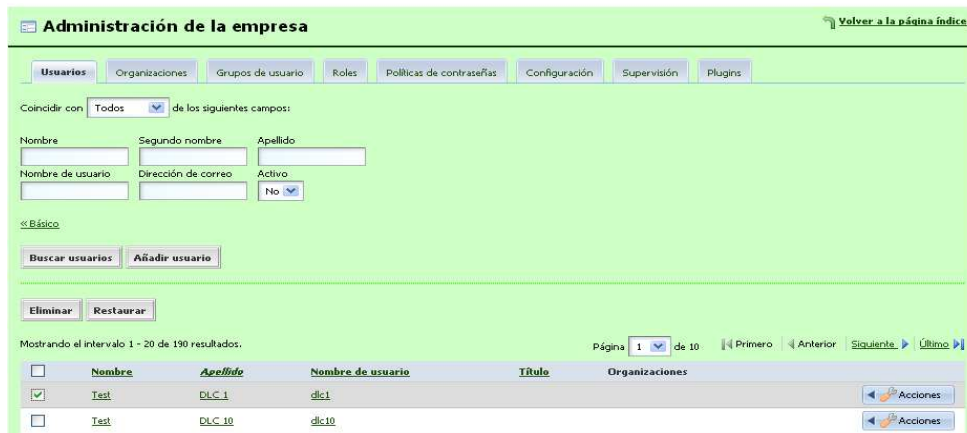 Administración de la empresa
Volver a la página índice
Usuarios Organizaciones Grupos de usuario Roles Políticas de contraseñas Configuración Supervisión Plugins
Coincidir con Todos de los siguientes campos:
Nombre Segundo nombre Apellido
Nombre de usuario Dirección de correo Activo
No
« Básico
Buscar usuarios Añadir usuario
Eliminar Restaurar
Mostrando el intervalo 1 - 20 de 190 resultados. Página 1 de 10 Primero Anterior Siguiente Último
Nombre Apellido Nombre de usuario Título Organizaciones
Test DLC 1 dlc1 Acciones
Test DLC 10 dlc10 Acciones